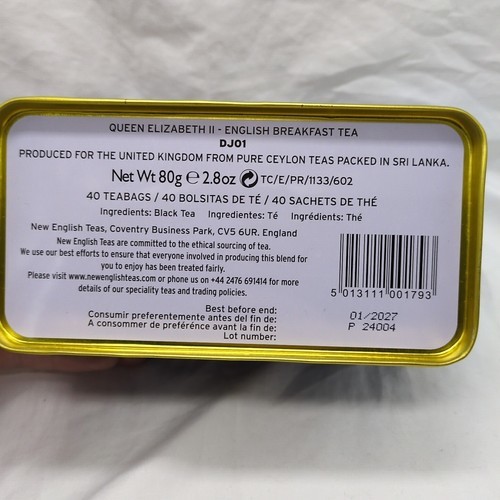 QUEEN ELIZABETH II - ENGLISH BREAKFAST TEA
DJ01
PRODUCED FOR THE UNITED KINGDOM FROM PURE CEYLON TEAS PACKED IN SRI LANKA.
Net Wt 80g ℮ 2.8oz TC/E/PR/1133/602
40 TEABAGS / 40 BOLSITAS DE TÉ / 40 SACHETS DE THÉ
Ingredients: Black Tea Ingredientes: Té Ingrédients: Thé
New English Teas, Coventry Business Park, CV5 6UR. England
New English Teas are committed to the ethical sourcing of tea.
We use our best efforts to ensure that everyone involved in producing this blend for
you to enjoy has been treated fairly.
Please visit www.newenglishteas.com or phone us on +44 2476 691414 for more
details of our speciality teas and trading policies.
5 013111 001793
Best before end:
Consumir preferentemente antes del fin de: 01/2027
A consommer de preférénce avant la fin de: P 24004
Lot number: